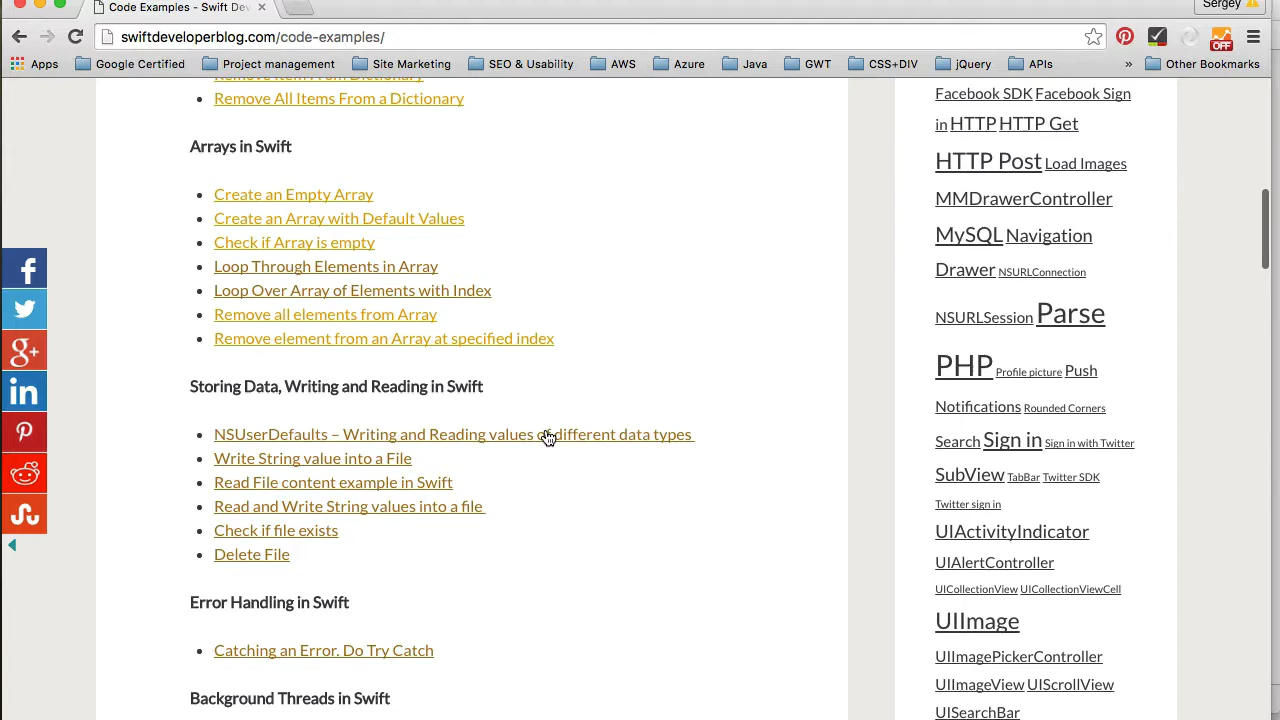 Code Examples - Swift Dev
Sergey
swiftdeveloperblog.com/code-examples/
OFF
Apps
Google Certified
Project management
Site Marketing
SEO & Usability
AWS
Azure
Java
GWT
CSS+DIV
jQuery
APIs
»
Other Bookmarks
Remove Item From Dictionary
Remove All Items From a Dictionary
Arrays in Swift
Create an Empty Array
Create an Array with Default Values
Check if Array is empty
Loop Through Elements in Array
Loop Over Array of Elements with Index
Remove all elements from Array
Remove element from an Array at specified index
Storing Data, Writing and Reading in Swift
NSUserDefaults – Writing and Reading values of different data types
Write String value into a File
Read File content example in Swift
Read and Write String values into a file
Check if file exists
Delete File
Error Handling in Swift
Catching an Error. Do Try Catch
Background Threads in Swift
Facebook SDK Facebook Sign
in HTTP HTTP Get
HTTP Post Load Images
MMDrawerController
MySQL Navigation
Drawer NSURLConnection
NSURLSession Parse
PHP Profile picture Push
Notifications Rounded Corners
Search Sign in Sign in with Twitter
SubView TabBar Twitter SDK
Twitter sign in
UIActivityIndicator
UIAlertController
UICollectionView UICollectionViewCell
UIImage
UIImagePickerController
UIImageView UIScrollView
UISearchBar